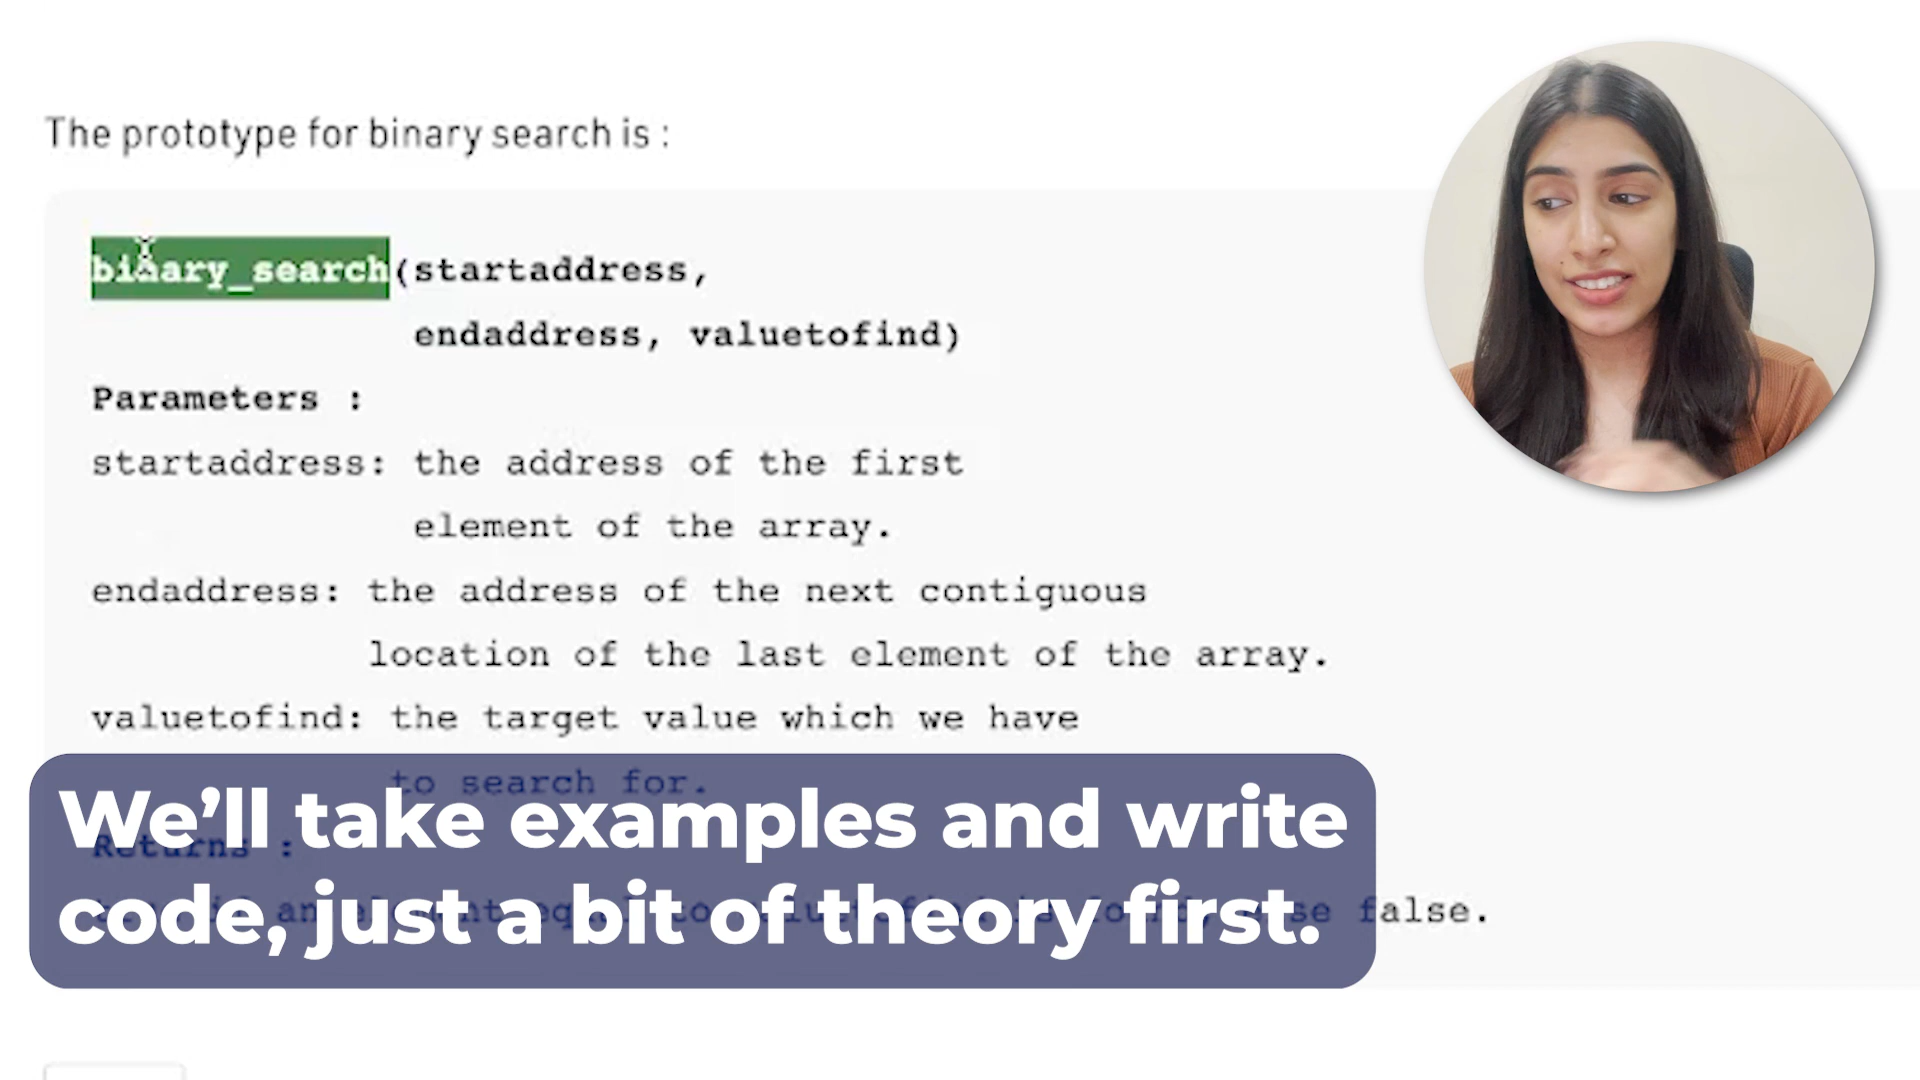 The prototype for binary search is :
binary_search(startaddress,
endaddress, valuetofind)
Parameters :
startaddress: the address of the first
element of the array.
endaddress: the address of the next contiguous
location of the last element of the array.
valuetofind: the target value which we have
to search for.
Returns :
We’ll take examples and write
code, just a bit of theory first.
false.